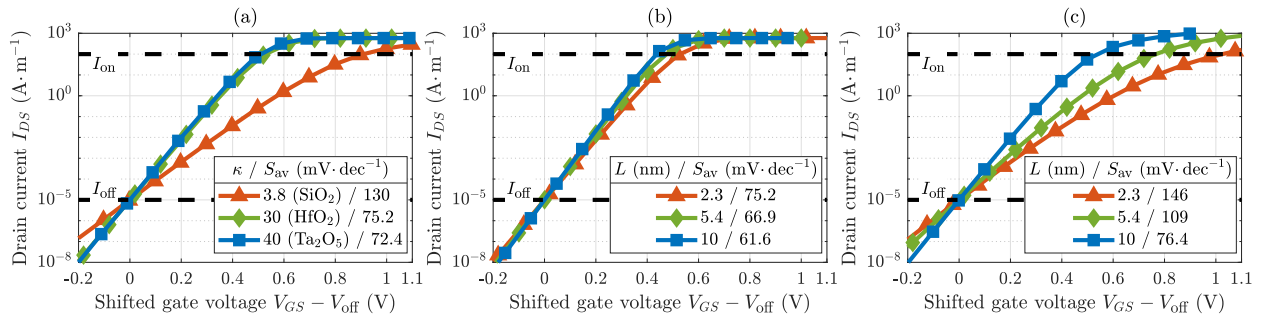 (a)
Drain current I_DS (A·m⁻¹)
10³
10⁰
10⁻⁵
10⁻⁸
I_on
I_off
κ / S_av (mV·dec⁻¹)
3.8 (SiO₂) / 130
30 (HfO₂) / 75.2
40 (Ta₂O₅) / 72.4
-0.2 0 0.2 0.4 0.6 0.8 1.1
Shifted gate voltage V_GS − V_off (V)
(b)
Drain current I_DS (A·m⁻¹)
10³
10⁰
10⁻⁵
10⁻⁸
I_on
I_off
L (nm) / S_av (mV·dec⁻¹)
2.3 / 75.2
5.4 / 66.9
10 / 61.6
-0.2 0 0.2 0.4 0.6 0.8 1.1
Shifted gate voltage V_GS − V_off (V)
(c)
Drain current I_DS (A·m⁻¹)
10³
10⁰
10⁻⁵
10⁻⁸
I_on
I_off
L (nm) / S_av (mV·dec⁻¹)
2.3 / 146
5.4 / 109
10 / 76.4
-0.2 0 0.2 0.4 0.6 0.8 1.1
Shifted gate voltage V_GS − V_off (V)